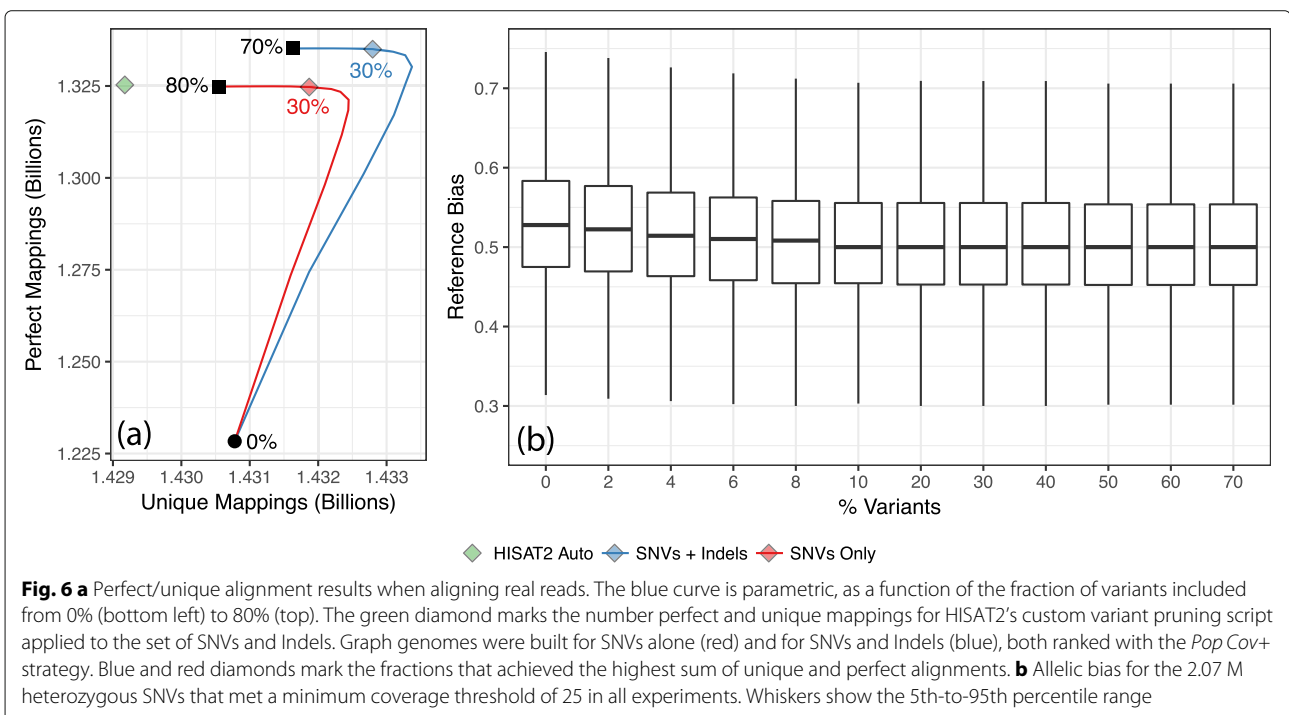 Perfect Mappings (Billions)
1.325
1.300
1.275
1.250
1.225
70%
30%
80%
30%
0%
(a)
1.429 1.430 1.431 1.432 1.433
Unique Mappings (Billions)
Reference Bias
0.7
0.6
0.5
0.4
0.3
(b)
0 2 4 6 8 10 20 30 40 50 60 70
% Variants
HISAT2 Auto SNVs + Indels SNVs Only
Fig. 6 a Perfect/unique alignment results when aligning real reads. The blue curve is parametric, as a function of the fraction of variants included
from 0% (bottom left) to 80% (top). The green diamond marks the number perfect and unique mappings for HISAT2's custom variant pruning script
applied to the set of SNVs and Indels. Graph genomes were built for SNVs alone (red) and for SNVs and Indels (blue), both ranked with the Pop Cov+
strategy. Blue and red diamonds mark the fractions that achieved the highest sum of unique and perfect alignments. b Allelic bias for the 2.07 M
heterozygous SNVs that met a minimum coverage threshold of 25 in all experiments. Whiskers show the 5th-to-95th percentile range